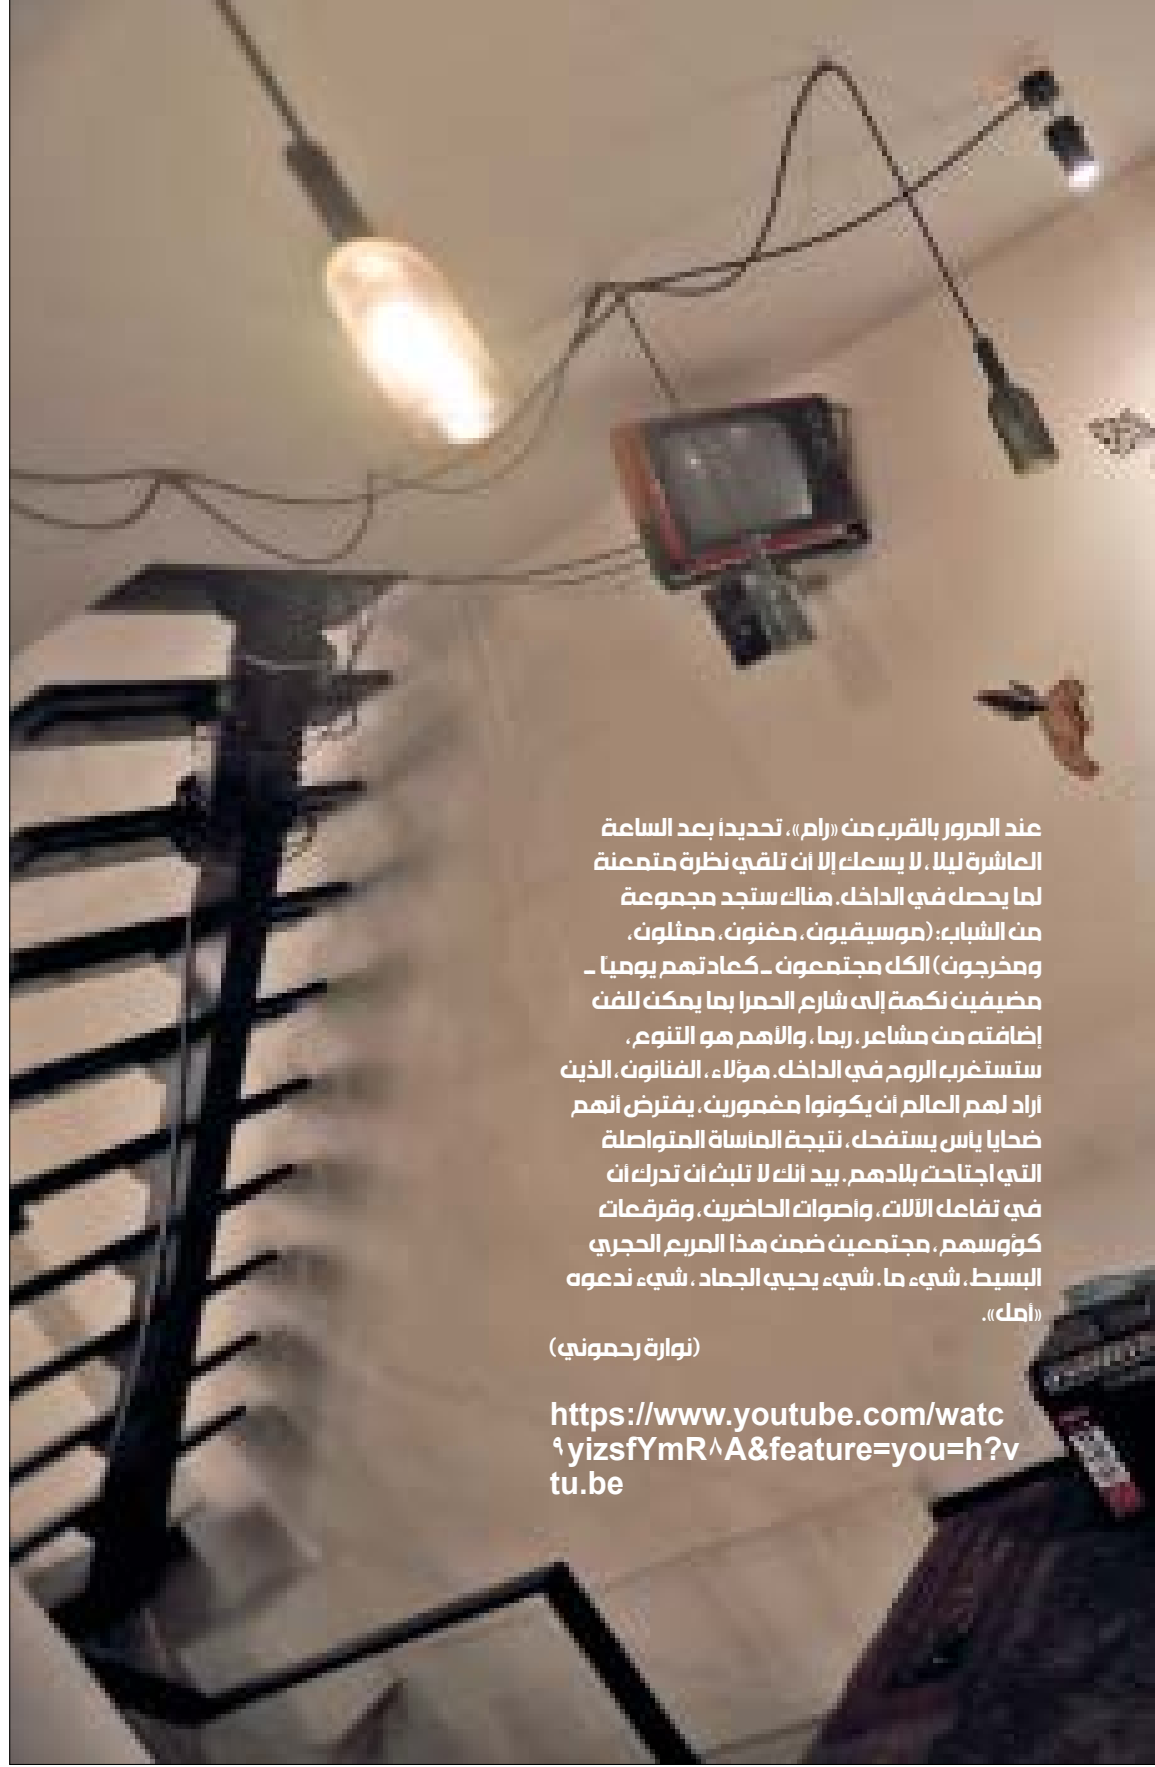 عند المرور بالقرب من «رام»، تحديداً بعد الساعة
العاشرة ليلا، لا يسعك إلا أن تلقي نظرة متمعنة
لما يحصل في الداخل. هناك ستجد مجموعة
من الشباب: (موسيقيون، مغنون، ممثلون،
ومخرجون) الكل مجتمعون ـ كعادتهم يومياً ـ
مضيفين نكهة إلى شارع الحمرا بما يمكن للفن
إضافته من مشاعر، ربما، والأهم هو التنوع،
ستستغرب الروح في الداخل. هؤلاء، الفنانون، الذين
أراد لهم العالم أن يكونوا مغمورين، يفترض أنهم
ضحايا يأس يستفحل، نتيجة المأساة المتواصلة
التي اجتاحت بلادهم. بيد أنك لا تلبث أن تدرك أن
في تفاعل الآلات، وأصوات الحاضرين، وقرقعات
كؤوسهم، مجتمعين ضمن هذا المربع الحجري
البسيط، شيء ما. شيء يحيي الجماد، شيء ندعوه
«أمل».
(نوارة رحموني)
https://www.youtube.com/watc
٩yizsfYmR٨A&feature=you=h?v
tu.be